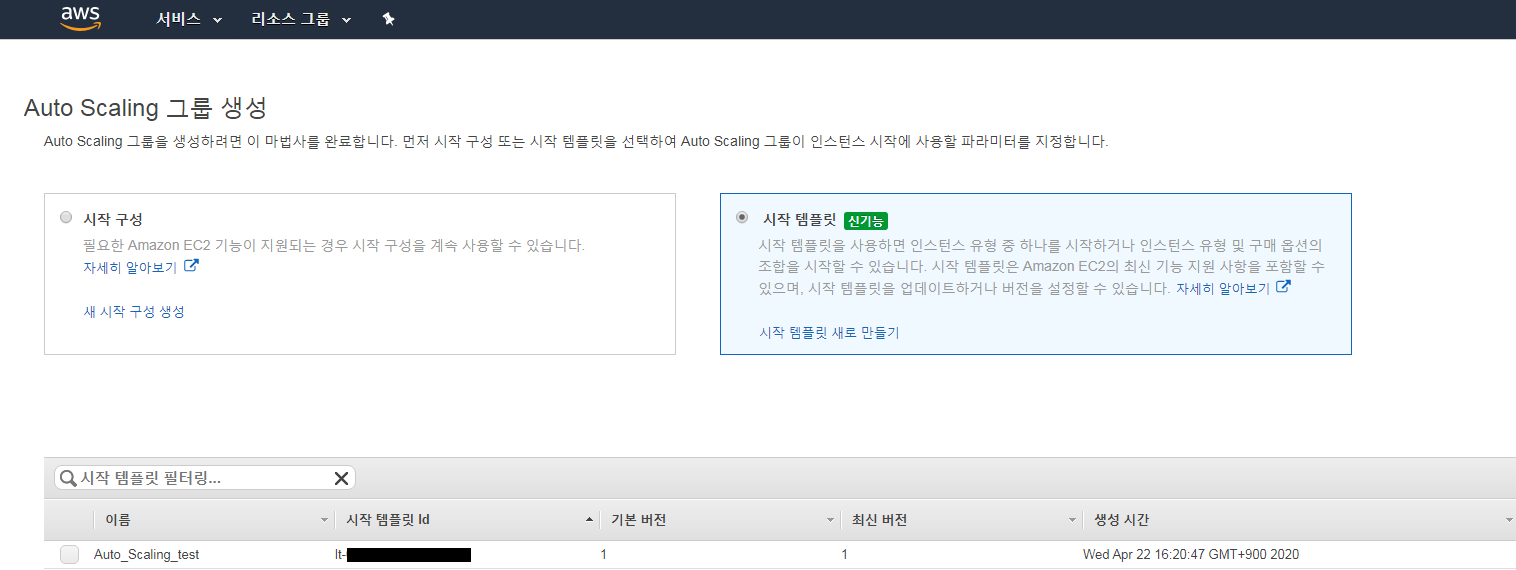 aws 서비스 리소스 그룹
Auto Scaling 그룹 생성
Auto Scaling 그룹을 생성하려면 이 마법사를 완료합니다. 먼저 시작 구성 또는 시작 템플릿을 선택하여 Auto Scaling 그룹이 인스턴스 시작에 사용할 파라미터를 지정합니다.
시작 구성
필요한 Amazon EC2 기능이 지원되는 경우 시작 구성을 계속 사용할 수 있습니다.
자세히 알아보기
새 시작 구성 생성
시작 템플릿 신기능
시작 템플릿을 사용하면 인스턴스 유형 중 하나를 시작하거나 인스턴스 유형 및 구매 옵션의
조합을 시작할 수 있습니다. 시작 템플릿은 Amazon EC2의 최신 기능 지원 사항을 포함할 수
있으며, 시작 템플릿을 업데이트하거나 버전을 설정할 수 있습니다. 자세히 알아보기
시작 템플릿 새로 만들기
시작 템플릿 필터링...
이름 시작 템플릿 Id 기본 버전 최신 버전 생성 시간
Auto_Scaling_test lt- 1 1 Wed Apr 22 16:20:47 GMT+900 2020